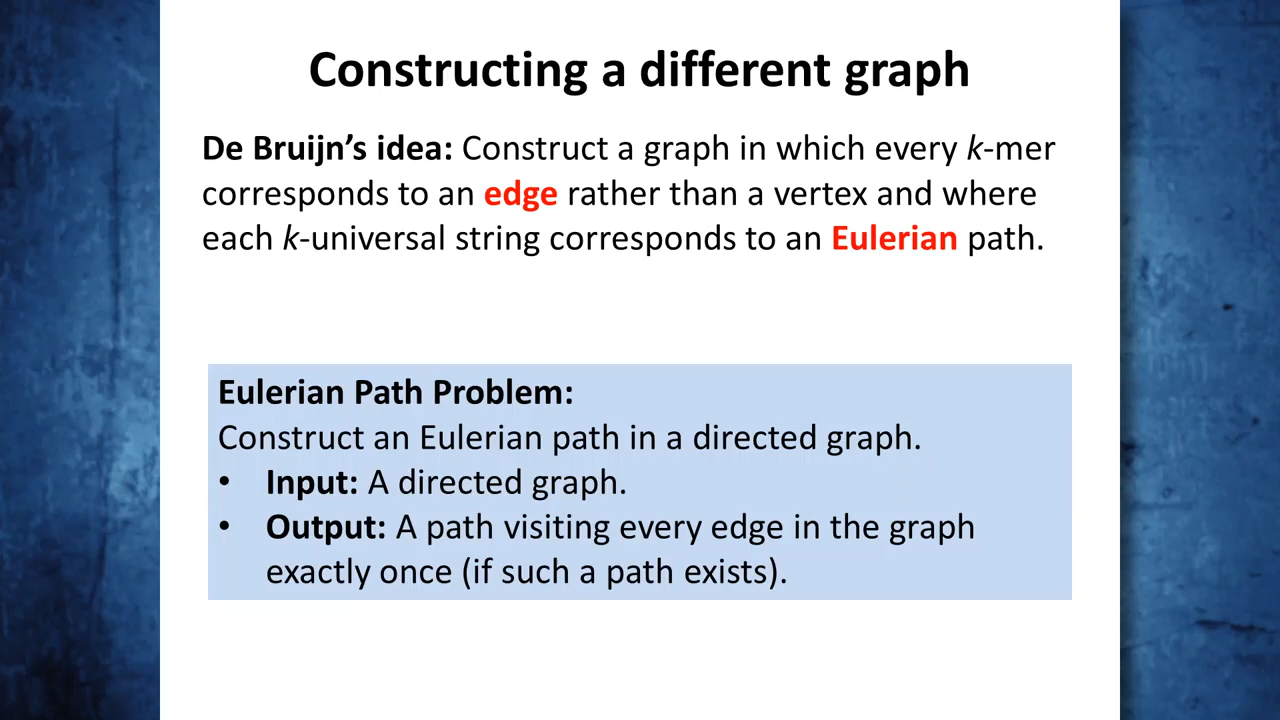 Constructing a different graph
De Bruijn’s idea: Construct a graph in which every k-mer
corresponds to an edge rather than a vertex and where
each k-universal string corresponds to an Eulerian path.
Eulerian Path Problem:
Construct an Eulerian path in a directed graph.
• Input: A directed graph.
• Output: A path visiting every edge in the graph
exactly once (if such a path exists).